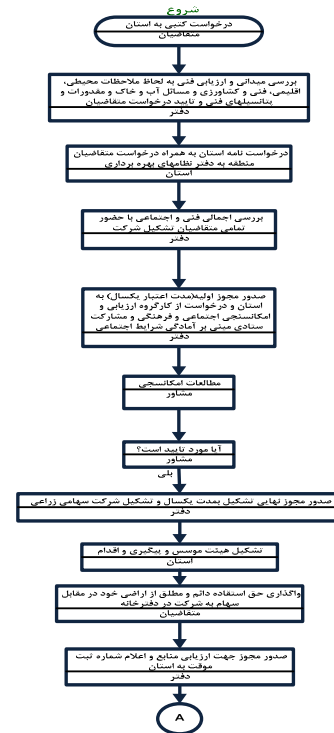 شروع
درخواست کتبی به استان
متقاضیان
بررسی میدانی و ارزیابی فنی به لحاظ ملاحظات محیطی،
اقلیمی، فنی و کشاورزی و مسائل آب و خاک و مقدورات و
پتانسیلهای فنی و تایید درخواست متقاضیان
دفتر
درخواست نامه استان به همراه درخواست متقاضیان
منطقه به دفتر نظامهای بهره برداری
استان
بررسی اجمالی فنی و اجتماعی با حضور
تمامی متقاضیان تشکیل شرکت
دفتر
صدور مجوز اولیه(مدت اعتبار یکسال) به
استان و درخواست از کارگروه ارزیابی و
امکانسنجی اجتماعی و فرهنگی و مشارکت
ستادی مبنی بر آمادگی شرایط اجتماعی
دفتر
مطالعات امکانسجی
مشاور
آیا مورد تایید است؟
مشاور
بلی
صدور مجوز نهایی تشکیل بمدت یکسال و تشکیل شرکت سهامی زراعی
دفتر
تشکیل هیئت موسس و پیگیری و اقدام
استان
واگذاری حق استفاده دائم و مطلق از اراضی خود در مقابل
سهام به شرکت در دفترخانه
متقاضیان
صدور مجوز جهت ارزیابی منابع و اعلام شماره ثبت
موقت به استان
دفتر
A